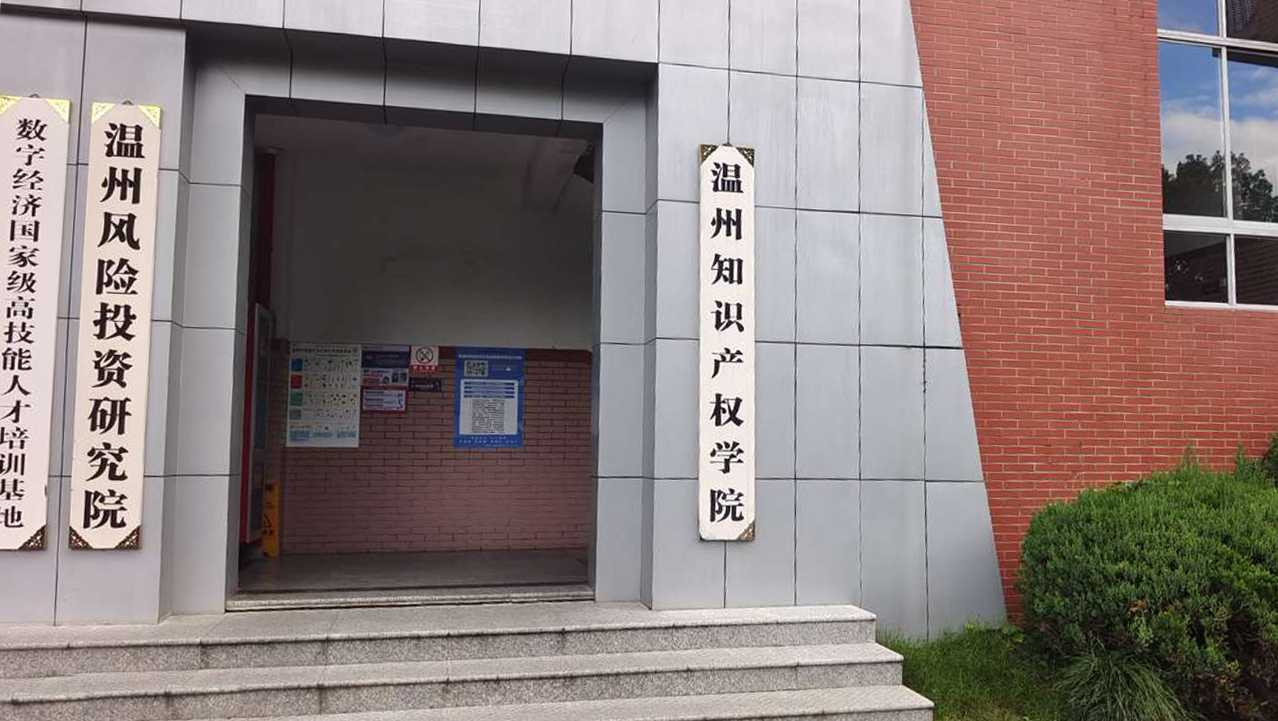 数字经济国家级高技能人才培训基地
温州风险投资研究院
温州知识产权学院